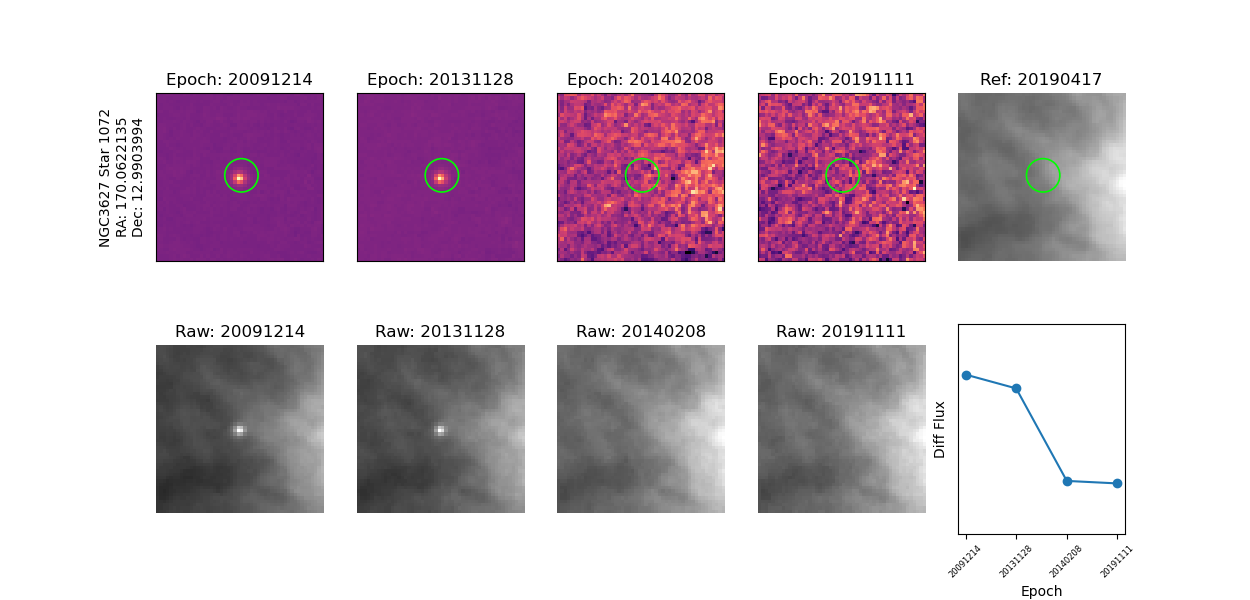 Epoch: 20091214
Epoch: 20131128
Epoch: 20140208
Epoch: 20191111
Ref: 20190417
NGC3627 Star 1072
RA: 170.0622135
Dec: 12.9903994
Raw: 20091214
Raw: 20131128
Raw: 20140208
Raw: 20191111
Diff Flux
20091214
20131128
20140208
20191111
Epoch